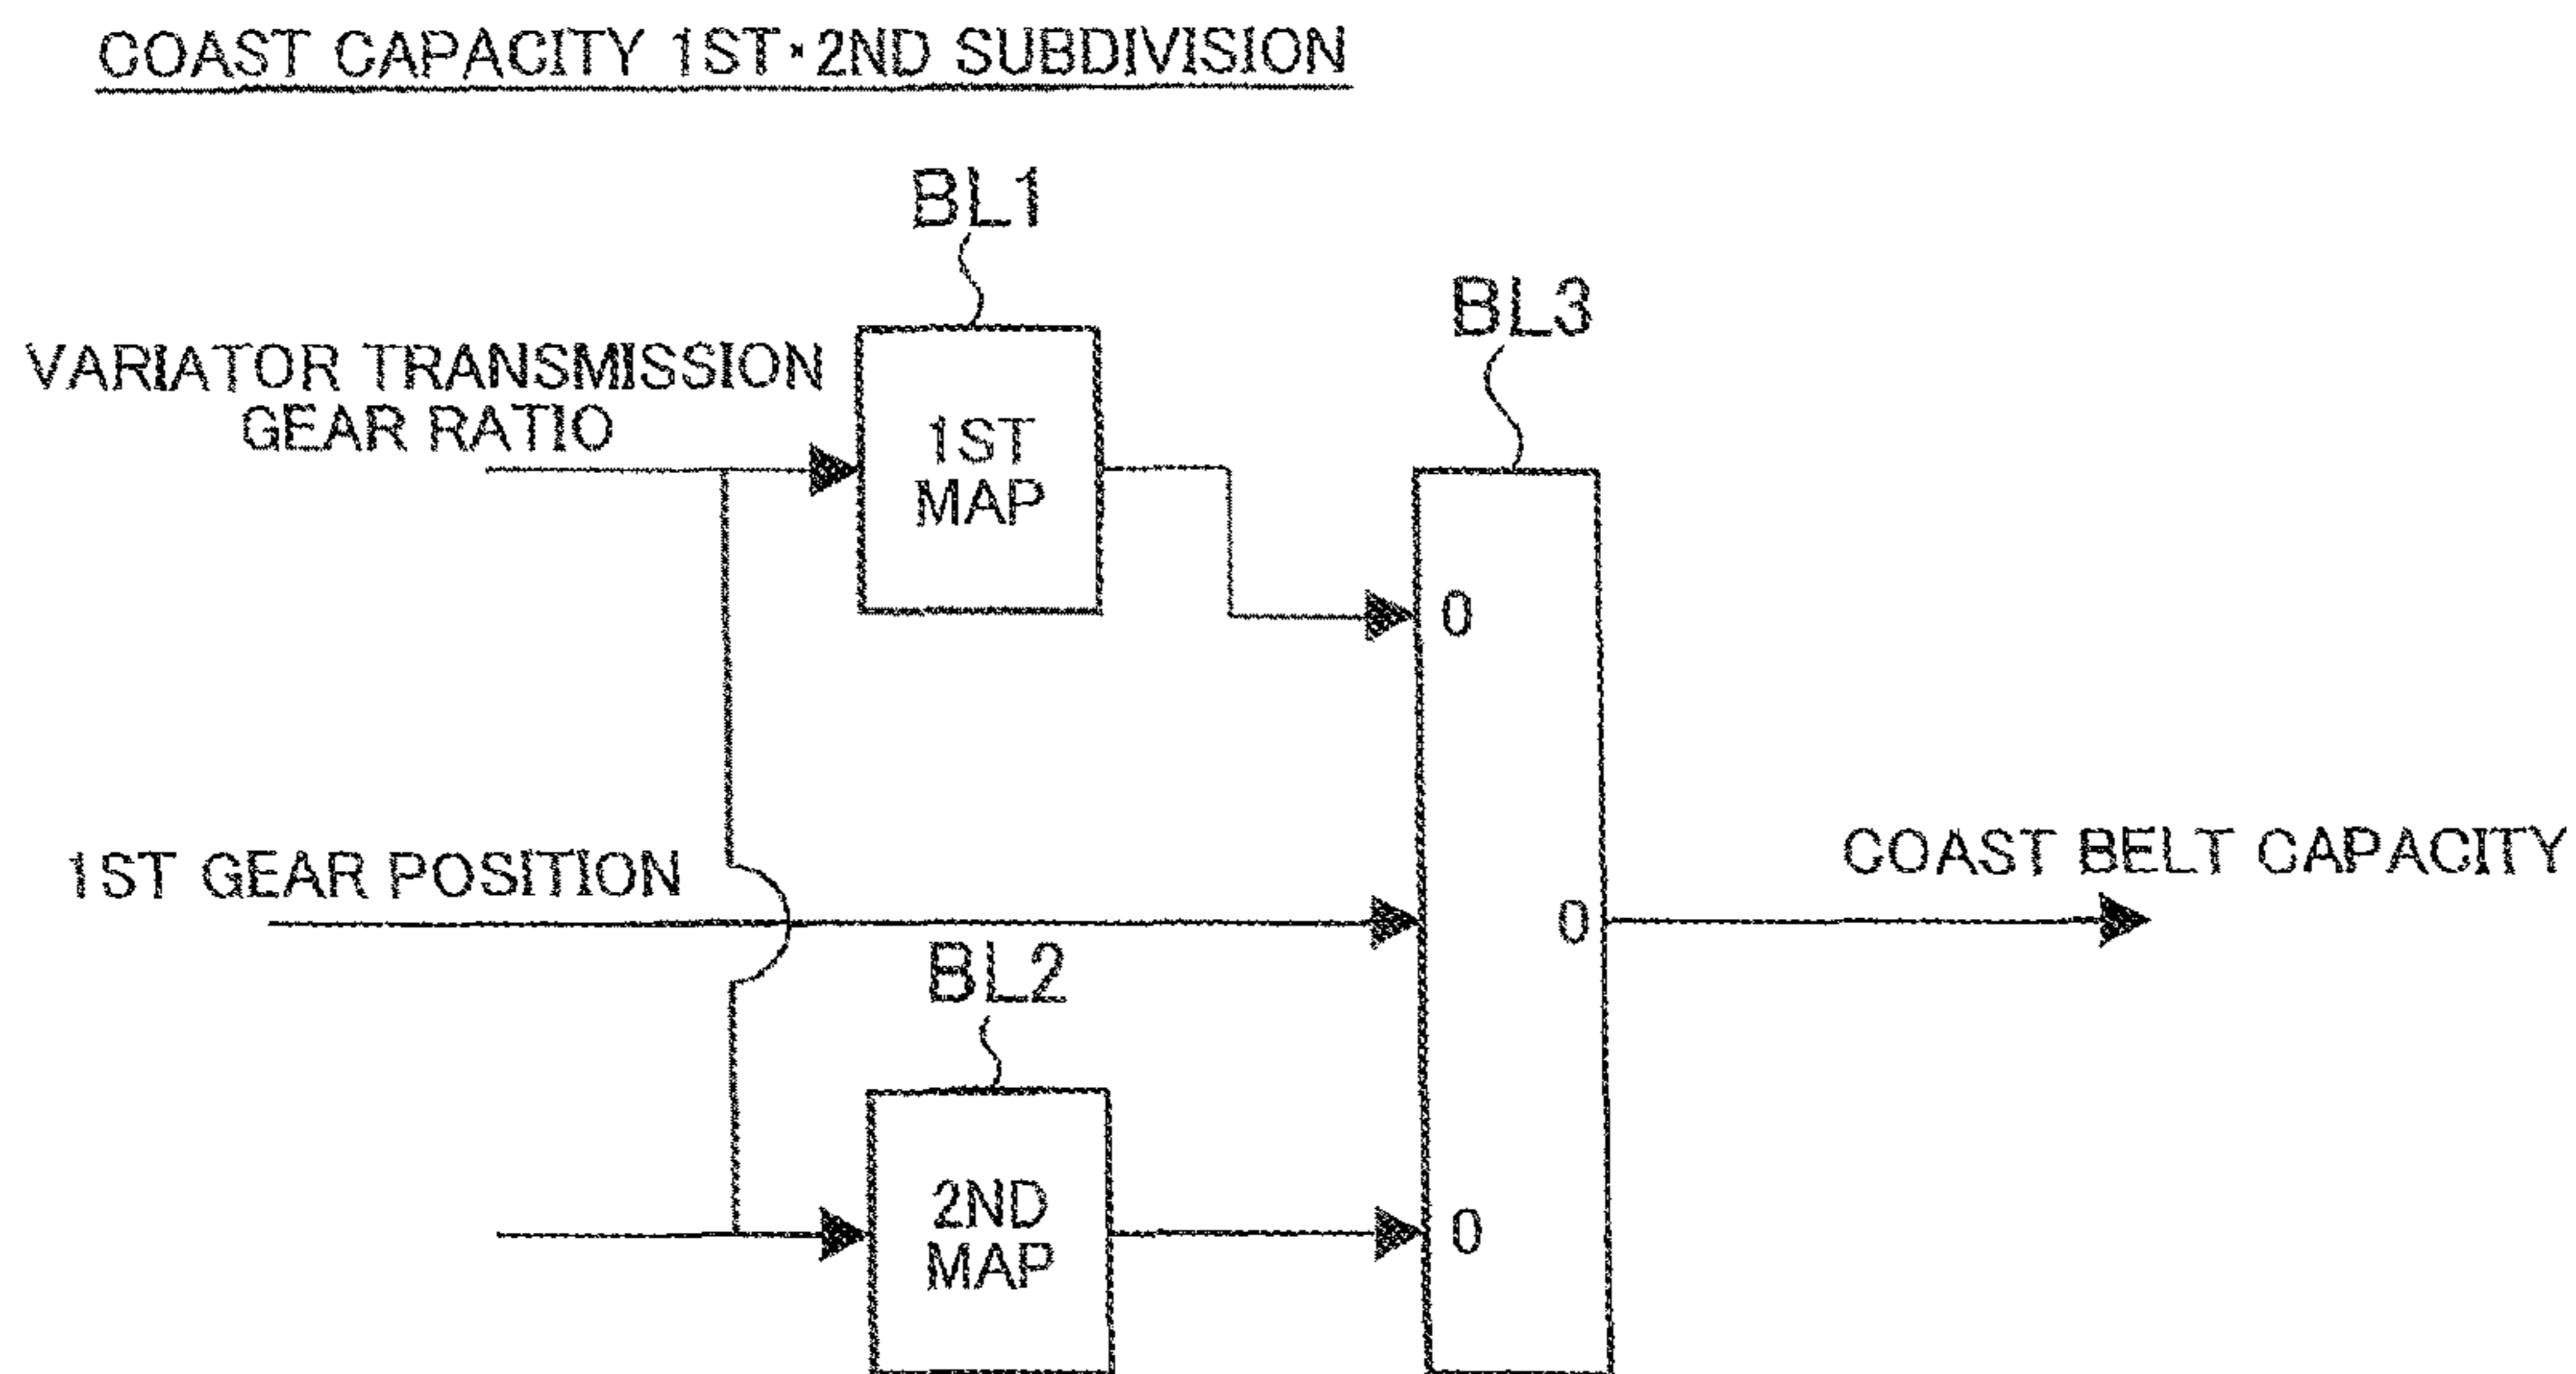 COAST CAPACITY 1ST・2ND SUBDIVISION
BL1
BL3
VARIATOR TRANSMISSION
GEAR RATIO
1ST
MAP
0
1ST GEAR POSITION
0
COAST BELT CAPACITY
BL2
2ND
MAP
0